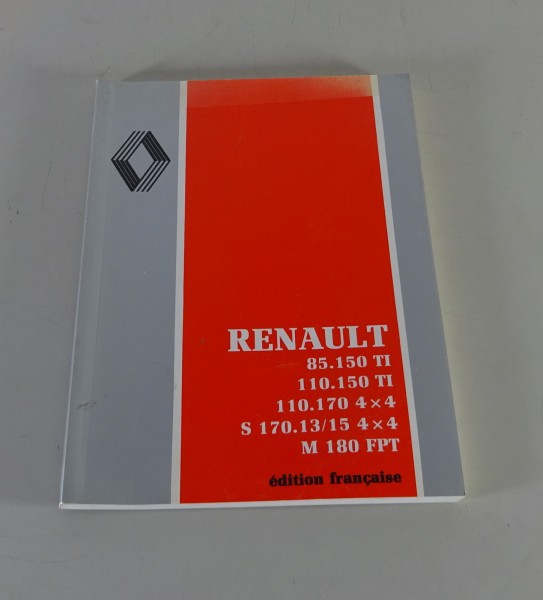 RENAULT
85.150 TI
110.150 TI
110.170 4×4
S 170.13/15 4×4
M 180 FPT
édition française